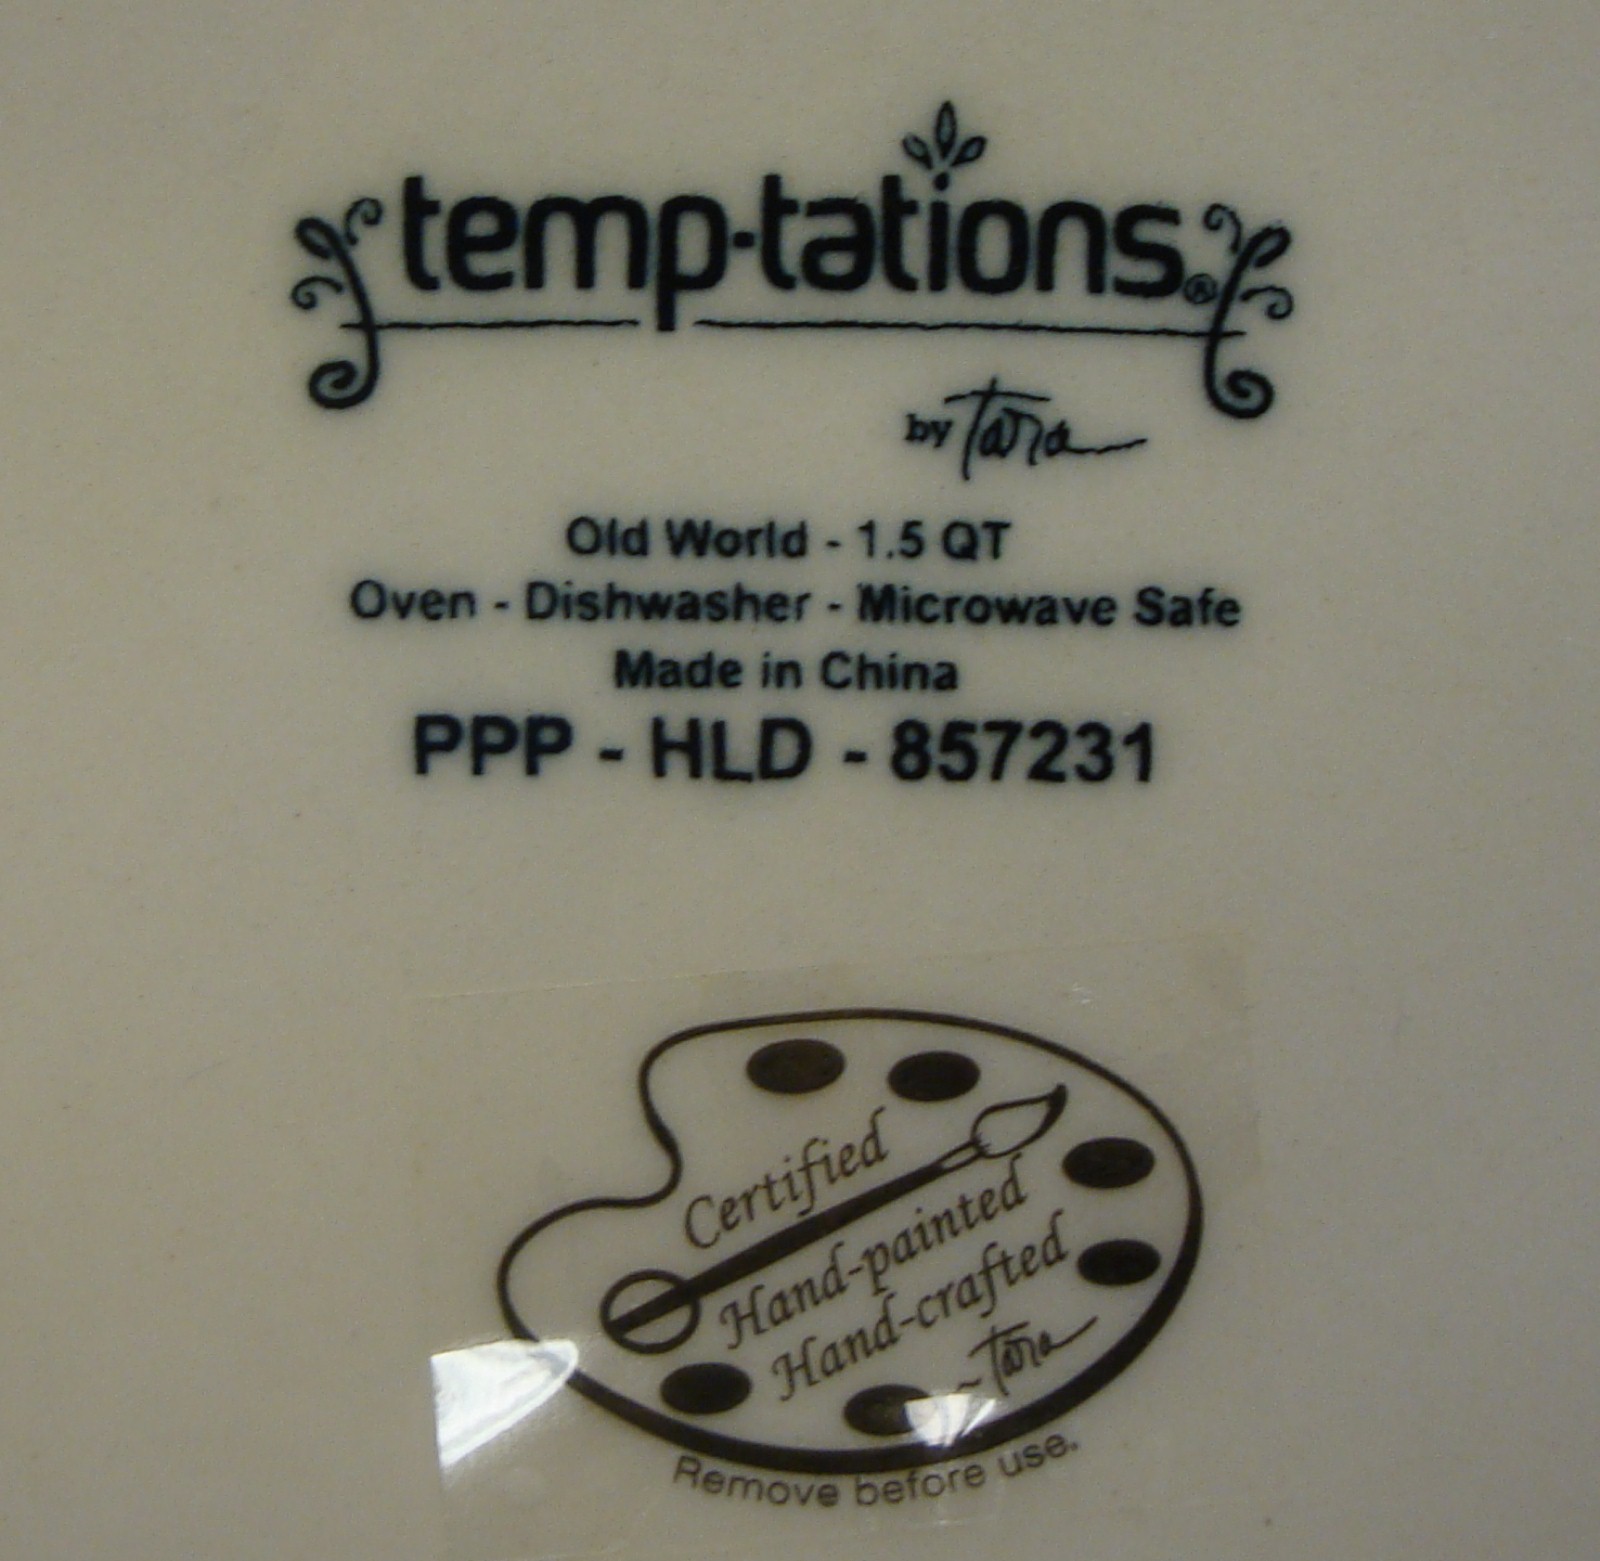 temp-tations®
by Tara
Old World - 1.5 QT
Oven - Dishwasher - Microwave Safe
Made in China
PPP - HLD - 857231
Certified
Hand-painted
Hand-crafted
~Tara
Remove before use.